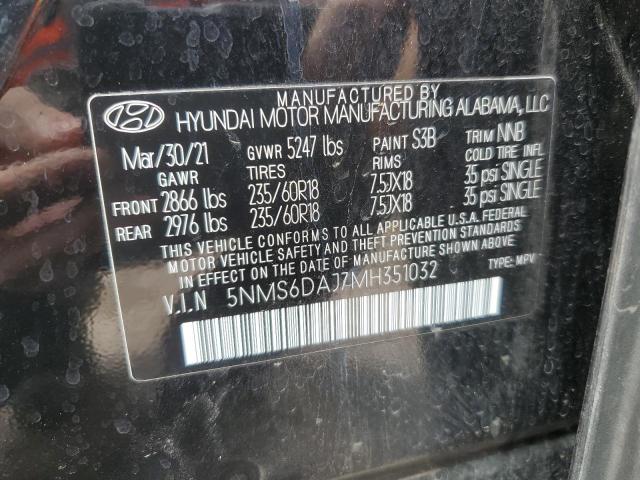 MANUFACTURED BY
HYUNDAI MOTOR MANUFACTURING ALABAMA, LLC
Mar/30/21 GVWR 5247 lbs PAINT S3B TRIM NNB
GAWR TIRES RIMS COLD TIRE INFL
FRONT 2866 lbs 235/60R18 7.5JX18 35 psi SINGLE
REAR 2976 lbs 235/60R18 7.5JX18 35 psi SINGLE
THIS VEHICLE CONFORMS TO ALL APPLICABLE U.S.A. FEDERAL
MOTOR VEHICLE SAFETY AND THEFT PREVENTION STANDARDS
IN EFFECT ON THE DATE OF MANUFACTURE SHOWN ABOVE.
V.I.N 5NMS6DAJ7MH351032 TYPE: MPV